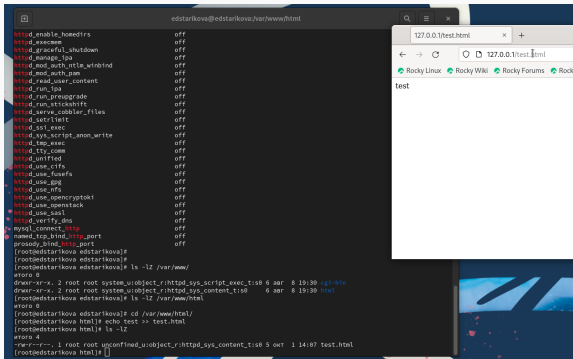 edstarikova@edstarikova:/var/www/html
httpd_enable_homedirs off
httpd_execmem off
httpd_graceful_shutdown off
httpd_manage_ipa off
httpd_mod_auth_ntlm_winbind off
httpd_mod_auth_pam off
httpd_read_user_content off
httpd_run_ipa off
httpd_run_preupgrade off
httpd_run_stickshift off
httpd_serve_cobbler_files off
httpd_setrlimit off
httpd_ssi_exec off
httpd_sys_script_anon_write off
httpd_tmp_exec off
httpd_tty_comm off
httpd_unified off
httpd_use_cifs off
httpd_use_fusefs off
httpd_use_gpg off
httpd_use_nfs off
httpd_use_opencryptoki off
httpd_use_openstack off
httpd_use_sasl off
httpd_verify_dns off
mysql_connect_http off
named_tcp_bind_http_port off
prosody_bind_http_port off
[root@edstarikova edstarikova]#
[root@edstarikova edstarikova]#
[root@edstarikova edstarikova]# ls -lZ /var/www/
итого 0
drwxr-xr-x. 2 root root system_u:object_r:httpd_sys_script_exec_t:s0 6 авг 8 19:30 cgi-bin
drwxr-xr-x. 2 root root system_u:object_r:httpd_sys_content_t:s0 6 авг 8 19:30 html
[root@edstarikova edstarikova]# ls -lZ /var/www/html
итого 0
[root@edstarikova edstarikova]# cd /var/www/html/
[root@edstarikova html]# echo test >> test.html
[root@edstarikova html]# ls -lZ
итого 4
-rw-r--r--. 1 root root unconfined_u:object_r:httpd_sys_content_t:s0 5 окт 1 14:07 test.html
[root@edstarikova html]#
127.0.0.1/test.html
127.0.0.1/test.html
Rocky Linux Rocky Wiki Rocky Forums Rock
test